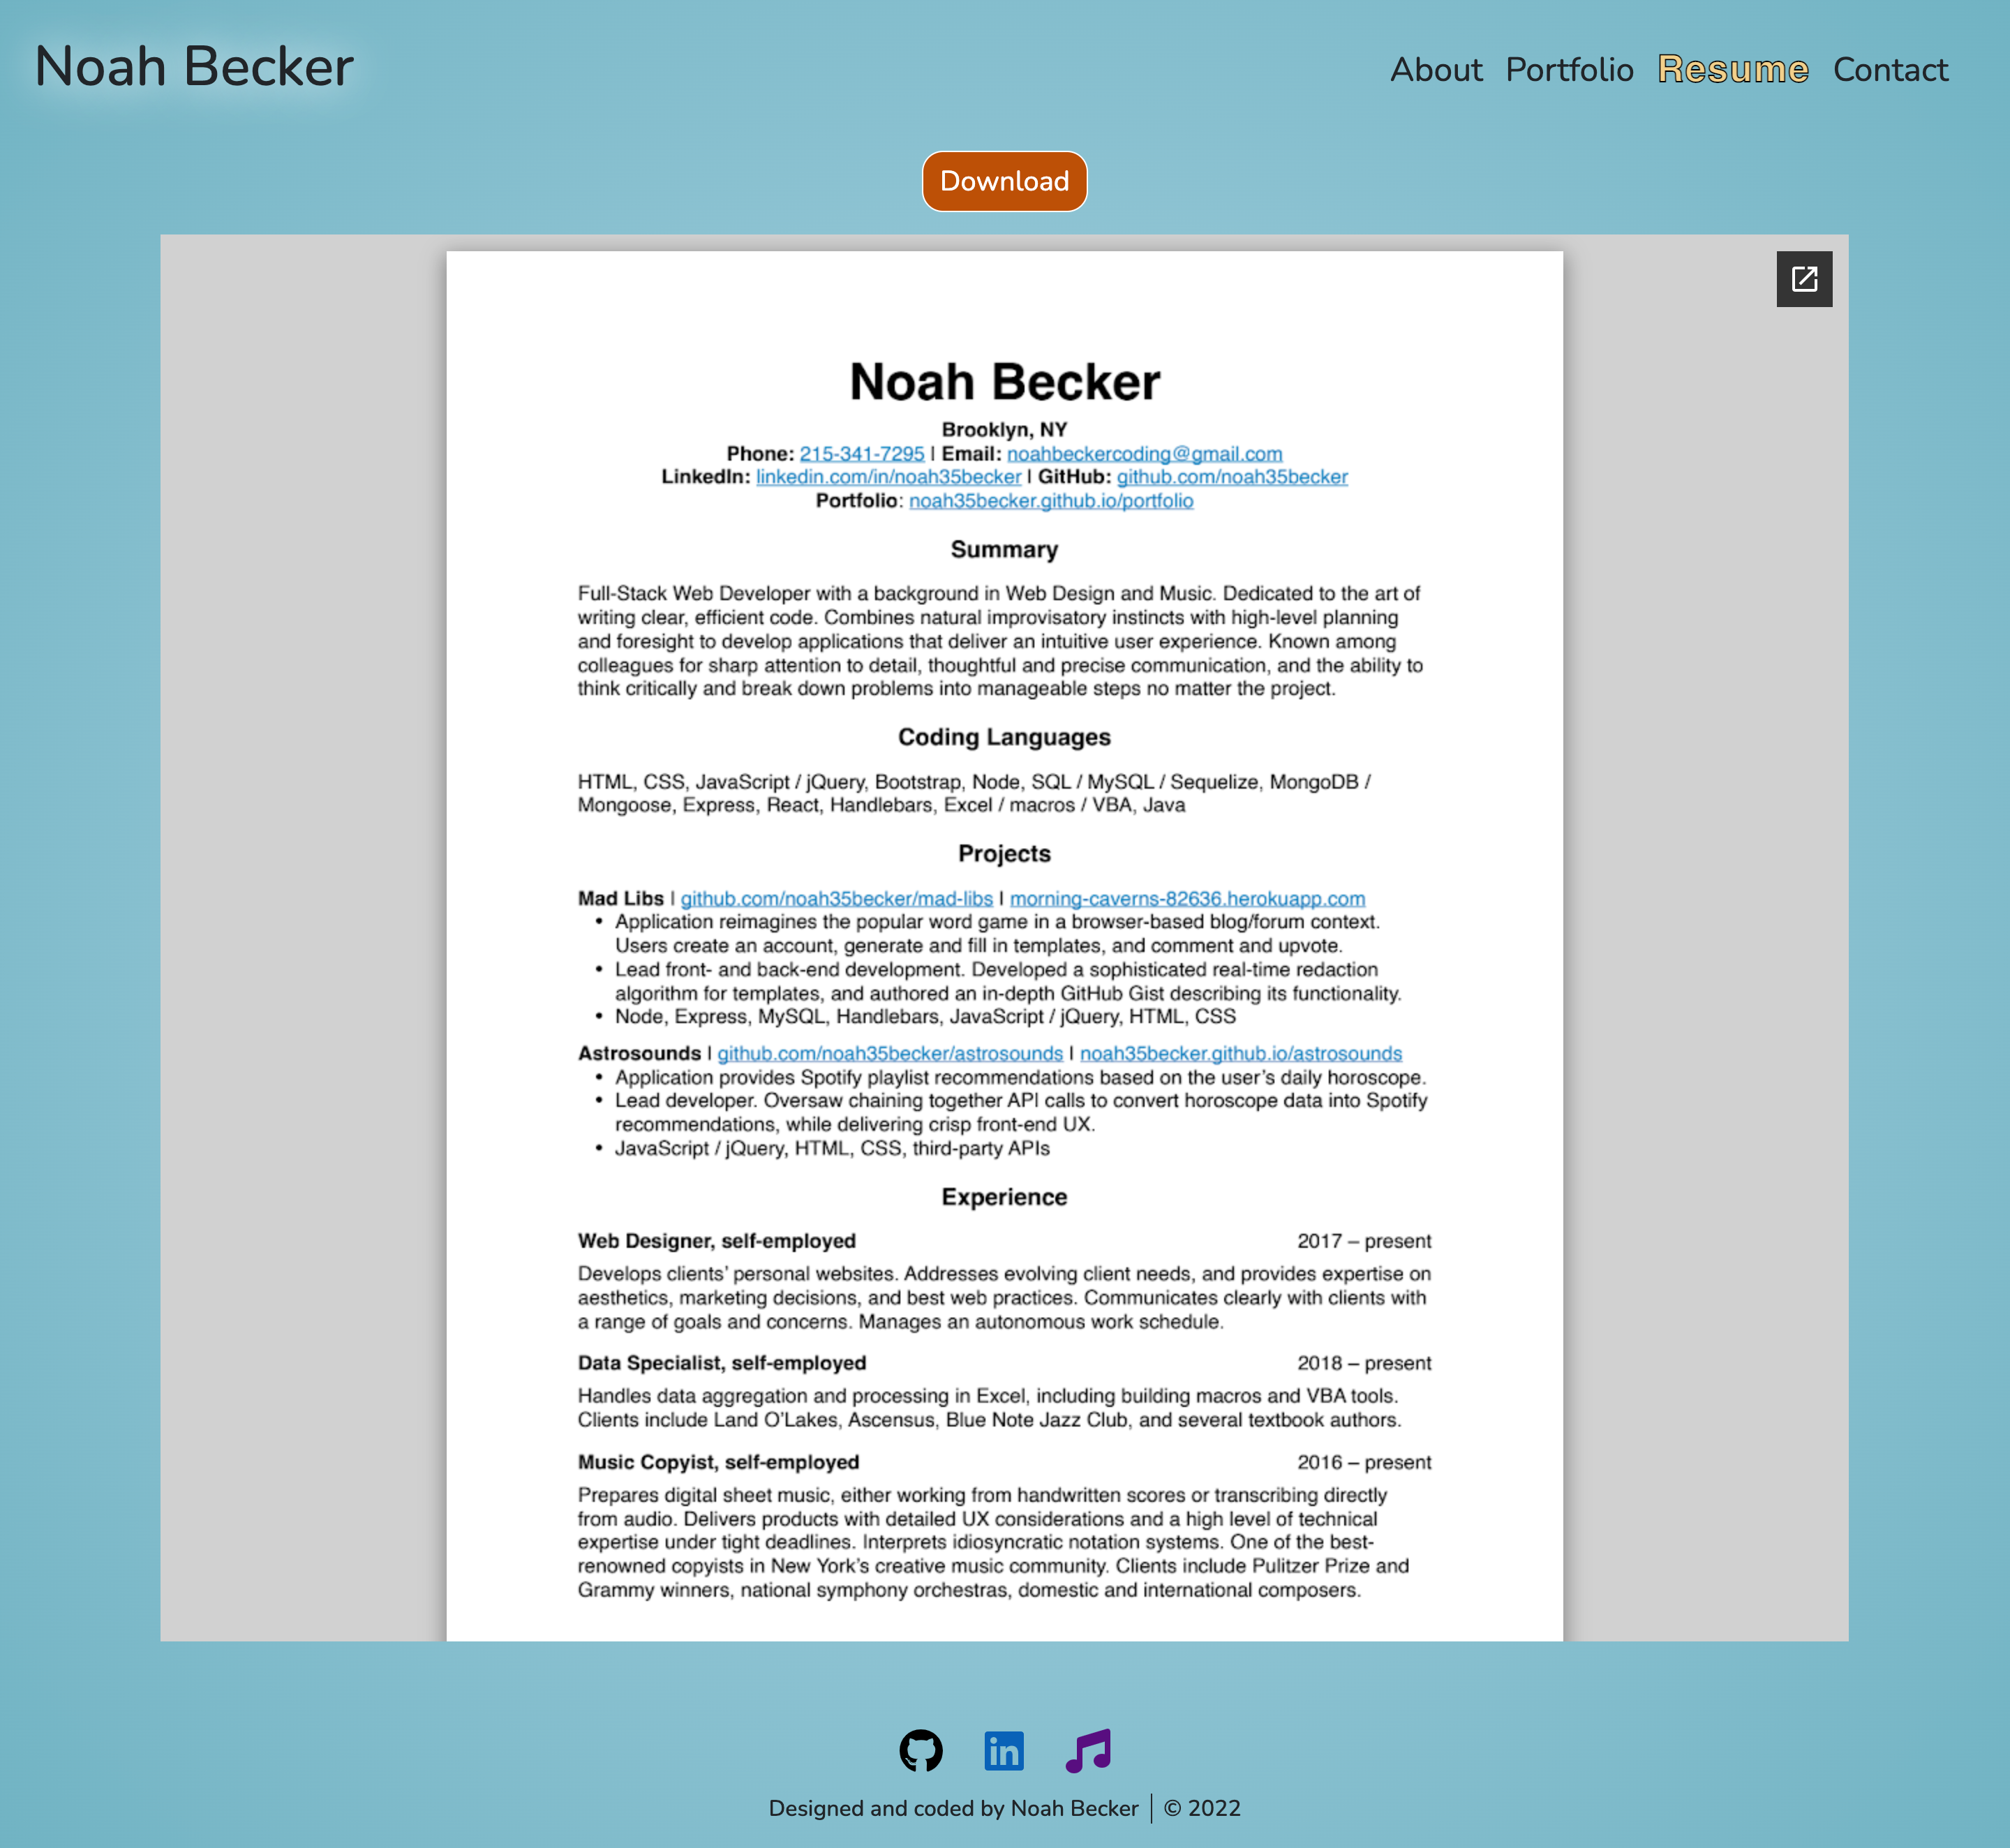 Noah Becker
About Portfolio Resume Contact
Download
Noah Becker
Brooklyn, NY
Phone: 215-341-7295 | Email: noahbeckercoding@gmail.com
LinkedIn: linkedin.com/in/noah35becker | GitHub: github.com/noah35becker
Portfolio: noah35becker.github.io/portfolio
Summary
Full-Stack Web Developer with a background in Web Design and Music. Dedicated to the art of
writing clear, efficient code. Combines natural improvisatory instincts with high-level planning
and foresight to develop applications that deliver an intuitive user experience. Known among
colleagues for sharp attention to detail, thoughtful and precise communication, and the ability to
think critically and break down problems into manageable steps no matter the project.
Coding Languages
HTML, CSS, JavaScript / jQuery, Bootstrap, Node, SQL / MySQL / Sequelize, MongoDB /
Mongoose, Express, React, Handlebars, Excel / macros / VBA, Java
Projects
Mad Libs | github.com/noah35becker/mad-libs | morning-caverns-82636.herokuapp.com
• Application reimagines the popular word game in a browser-based blog/forum context.
Users create an account, generate and fill in templates, and comment and upvote.
• Lead front- and back-end development. Developed a sophisticated real-time redaction
algorithm for templates, and authored an in-depth GitHub Gist describing its functionality.
• Node, Express, MySQL, Handlebars, JavaScript / jQuery, HTML, CSS
Astrosounds | github.com/noah35becker/astrosounds | noah35becker.github.io/astrosounds
• Application provides Spotify playlist recommendations based on the user’s daily horoscope.
• Lead developer. Oversaw chaining together API calls to convert horoscope data into Spotify
recommendations, while delivering crisp front-end UX.
• JavaScript / jQuery, HTML, CSS, third-party APIs
Experience
Web Designer, self-employed 2017 – present
Develops clients’ personal websites. Addresses evolving client needs, and provides expertise on
aesthetics, marketing decisions, and best web practices. Communicates clearly with clients with
a range of goals and concerns. Manages an autonomous work schedule.
Data Specialist, self-employed 2018 – present
Handles data aggregation and processing in Excel, including building macros and VBA tools.
Clients include Land O’Lakes, Ascensus, Blue Note Jazz Club, and several textbook authors.
Music Copyist, self-employed 2016 – present
Prepares digital sheet music, either working from handwritten scores or transcribing directly
from audio. Delivers products with detailed UX considerations and a high level of technical
expertise under tight deadlines. Interprets idiosyncratic notation systems. One of the best-
renowned copyists in New York’s creative music community. Clients include Pulitzer Prize and
Grammy winners, national symphony orchestras, domestic and international composers.
in
Designed and coded by Noah Becker | © 2022